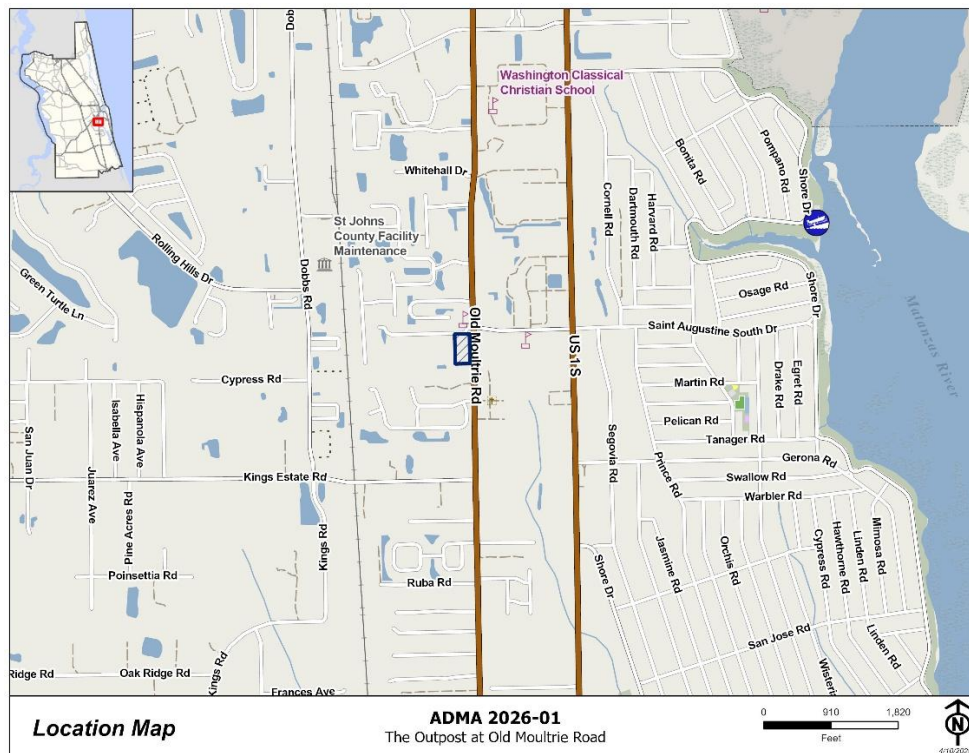 Washington Classical
Christian School
Dobbs Rd
Whitehall Dr
Bonita Rd
Pompano Rd
Shore Dr
Cornell Rd
Dartmouth Rd
Harvard Rd
St Johns
County Facility
Maintenance
Rolling Hills Dr
Green Turtle Ln
Dobbs Rd
Osage Rd
Shore Dr
Matanzas River
Old Moultrie Rd
US 1 S
Saint Augustine South Dr
Cypress Rd
Martin Rd
Drake Rd
Egret Rd
Pelican Rd
Isabella Ave
Hispanola Ave
San Juan Dr
Juarez Ave
Segovia Rd
Prince Rd
Tanager Rd
Gerona Rd
Kings Estate Rd
Swallow Rd
Warbler Rd
Pine Acres Rd
Kings Rd
Poinsettia Rd
Ruba Rd
Shore Dr
Jasmine Rd
Orchis Rd
Cypress Rd
Hawthorne Rd
Linden Rd
Mimosa Rd
San Jose Rd
Linden Rd
Ridge Rd
Oak Ridge Rd
Kings Rd
Frances Ave
Wisteri
Location Map
ADMA 2026-01
The Outpost at Old Moultrie Road
0 910 1,820
Feet
N